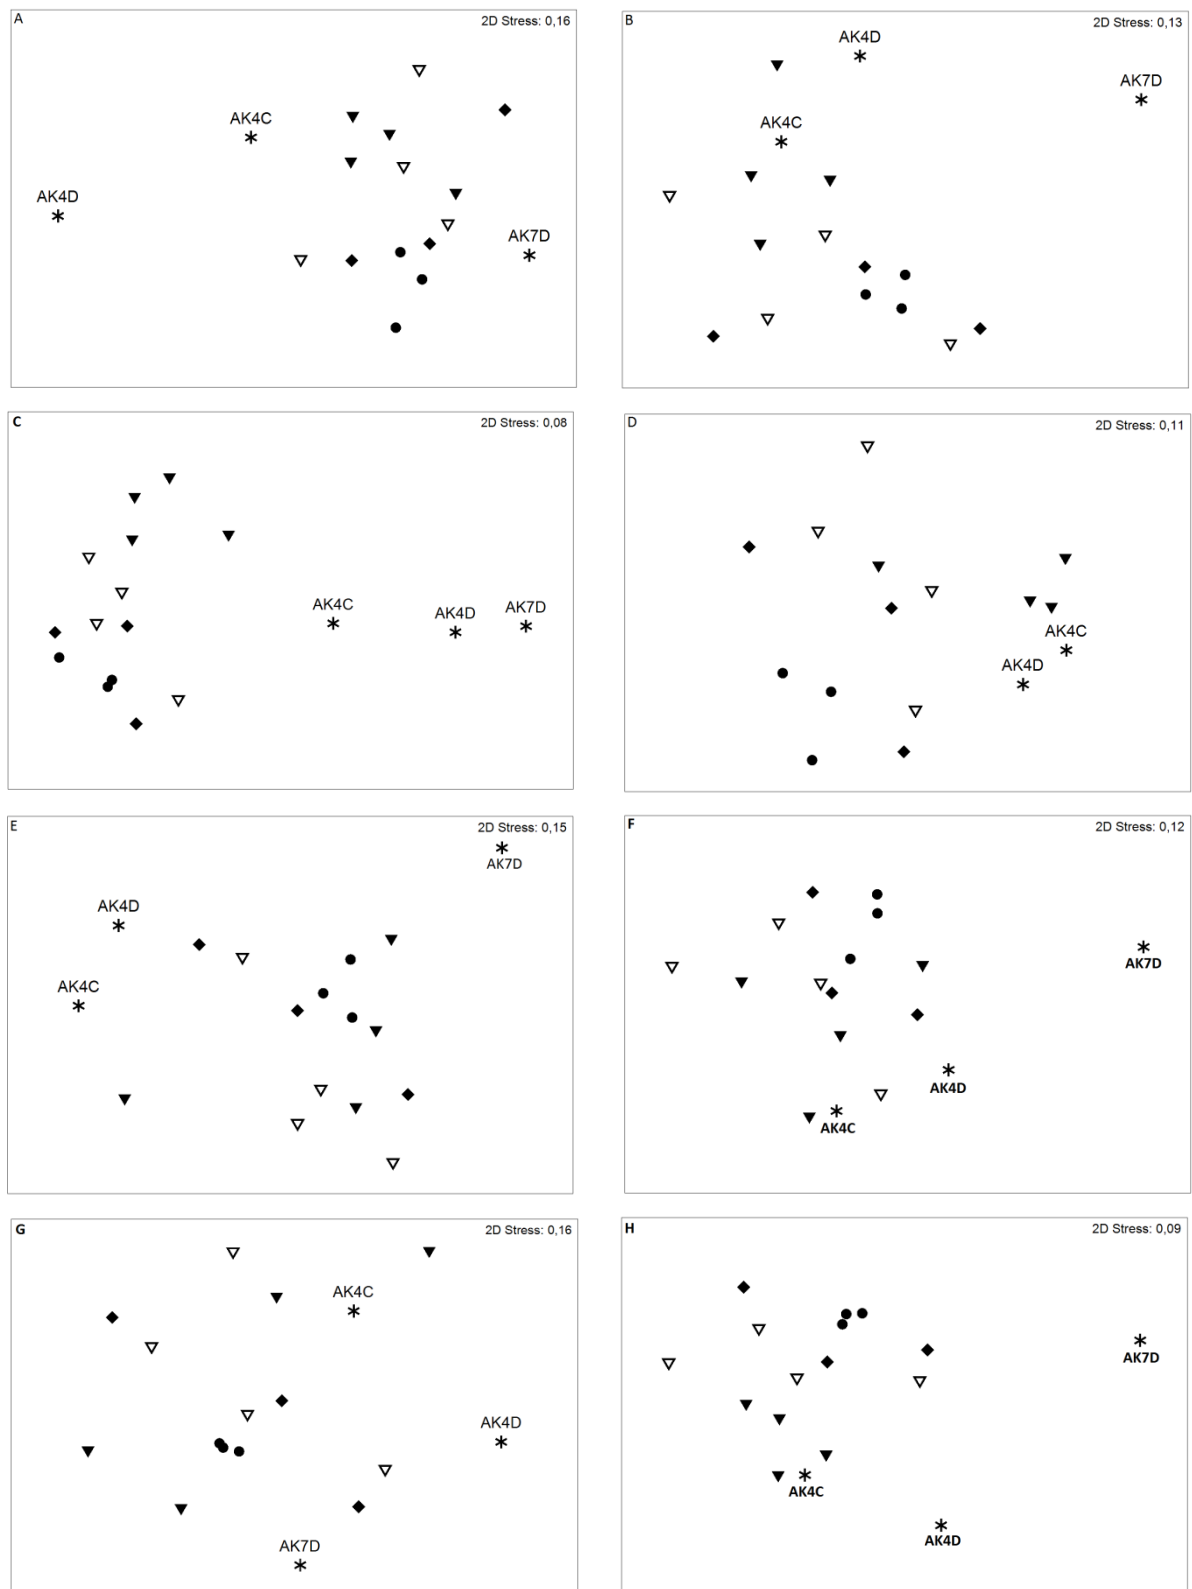 A
2D Stress: 0,16
AK4C
AK4D
AK7D
B
2D Stress: 0,13
AK4D
AK7D
AK4C
C
2D Stress: 0,08
AK4C
AK4D
AK7D
D
2D Stress: 0,11
AK4C
AK4D
E
2D Stress: 0,15
AK7D
AK4D
AK4C
F
2D Stress: 0,12
AK7D
AK4D
AK4C
G
2D Stress: 0,16
AK4C
AK4D
AK7D
H
2D Stress: 0,09
AK7D
AK4C
AK4D